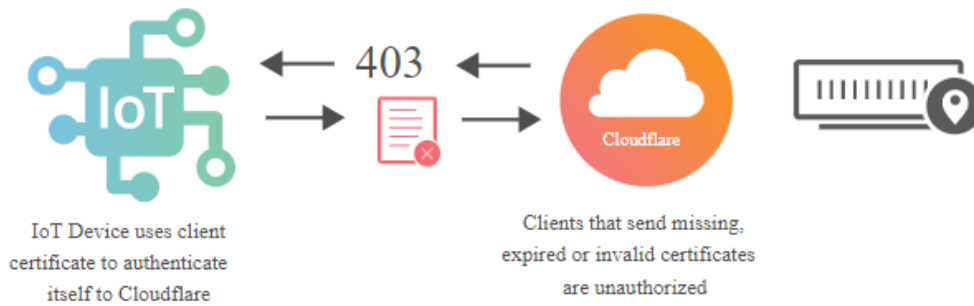 IoT
403
Cloudflare
IoT Device uses client
certificate to authenticate
itself to Cloudflare
Clients that send missing,
expired or invalid certificates
are unauthorized